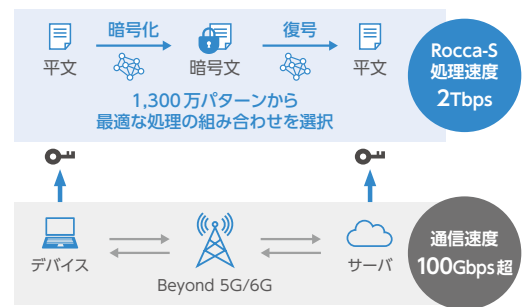 暗号化
復号
平文
暗号文
平文
1,300万パターンから
最適な処理の組み合わせを選択
Rocca-S
処理速度
2Tbps
デバイス
Beyond 5G/6G
サーバ
通信速度
100Gbps超